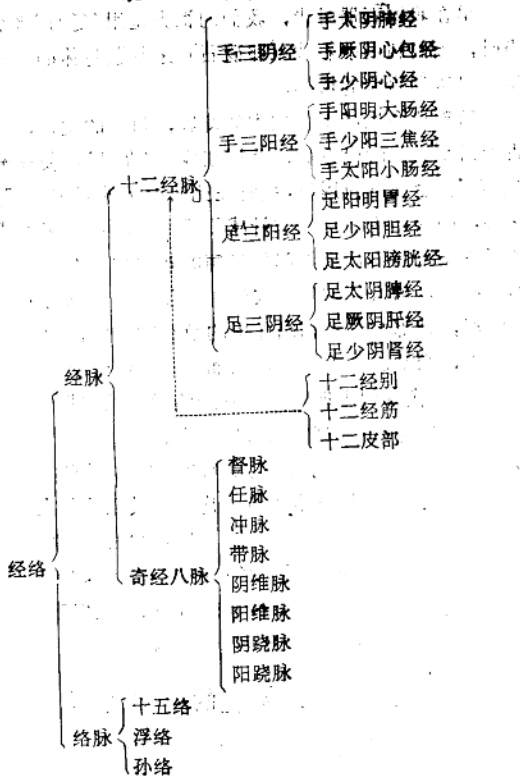 手太阴肺经
手三阴经
手厥阴心包经
手少阴心经
手阳明大肠经
手三阳经
手少阳三焦经
手太阳小肠经
十二经脉
足阳明胃经
足三阳经
足少阳胆经
足太阳膀胱经
足太阴脾经
足三阴经
足厥阴肝经
足少阴肾经
经脉
十二经别
十二经筋
十二皮部
督脉
任脉
冲脉
带脉
经络
奇经八脉
阴维脉
阳维脉
阴跷脉
阳跷脉
十五络
络脉
浮络
孙络